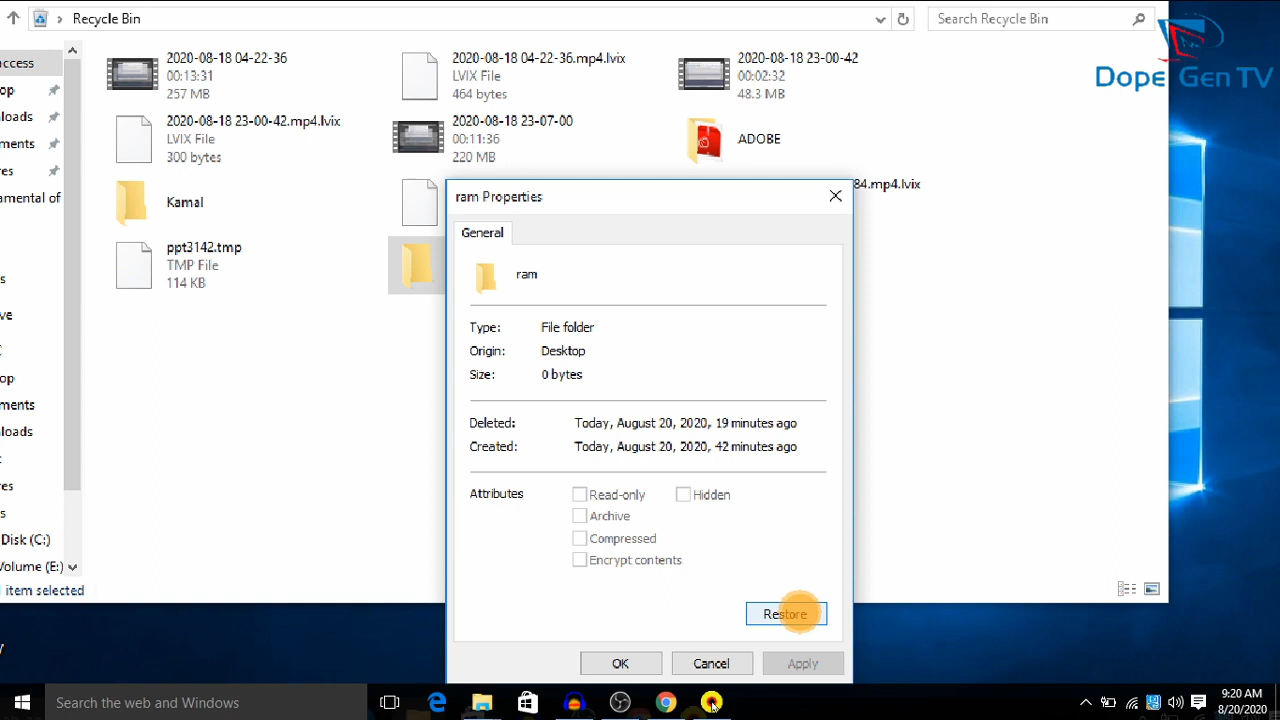 Recycle Bin
Search Recycle Bin
Dope Gen TV
access
op
loads
ments
res
amental of
s
ve
op
ments
loads
res
s
Disk (C:)
Volume (E:)
item selected
2020-08-18 04-22-36
00:13:31
257 MB
2020-08-18 04-22-36.mp4.lvix
LVIX File
464 bytes
2020-08-18 23-00-42
00:02:32
48.3 MB
2020-08-18 23-00-42.mp4.lvix
LVIX File
300 bytes
2020-08-18 23-07-00
00:11:36
220 MB
ADOBE
Kamal
84.mp4.lvix
ppt3142.tmp
TMP File
114 KB
ram Properties
General
ram
Type: File folder
Origin: Desktop
Size: 0 bytes
Deleted: Today, August 20, 2020, 19 minutes ago
Created: Today, August 20, 2020, 42 minutes ago
Attributes
Read-only Hidden
Archive
Compressed
Encrypt contents
Restore
OK Cancel Apply
Search the web and Windows
9:20 AM
8/20/2020